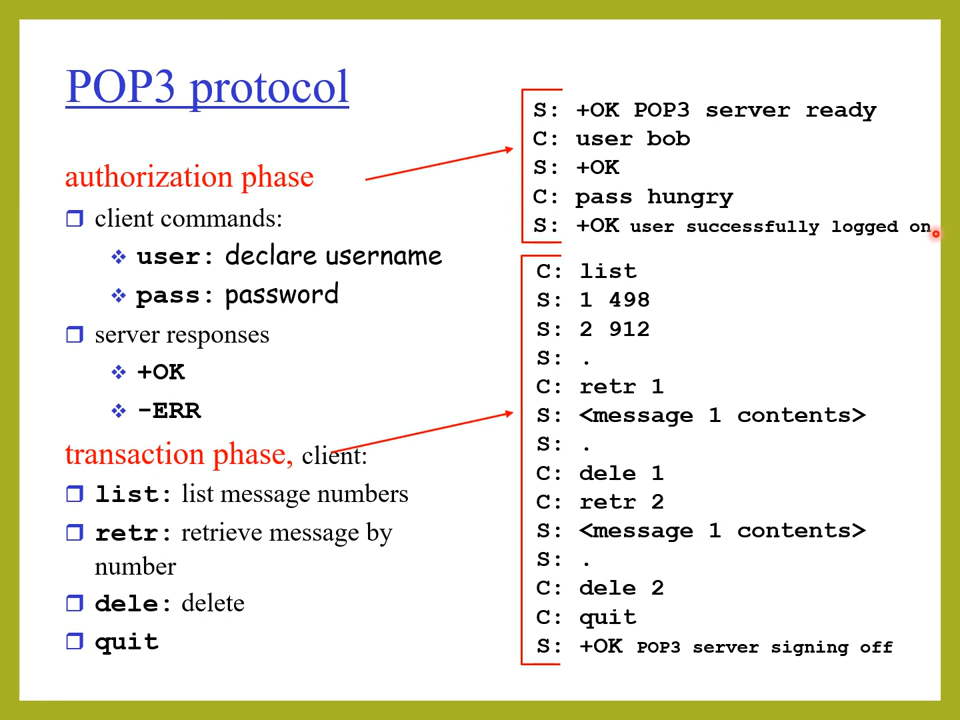 POP3 protocol
authorization phase
client commands:
user: declare username
pass: password
server responses
+OK
-ERR
transaction phase, client:
list: list message numbers
retr: retrieve message by
number
dele: delete
quit
S: +OK POP3 server ready
C: user bob
S: +OK
C: pass hungry
S: +OK user successfully logged on
C: list
S: 1 498
S: 2 912
S: .
C: retr 1
S: <message 1 contents>
S: .
C: dele 1
C: retr 2
S: <message 1 contents>
S: .
C: dele 2
C: quit
S: +OK POP3 server signing off